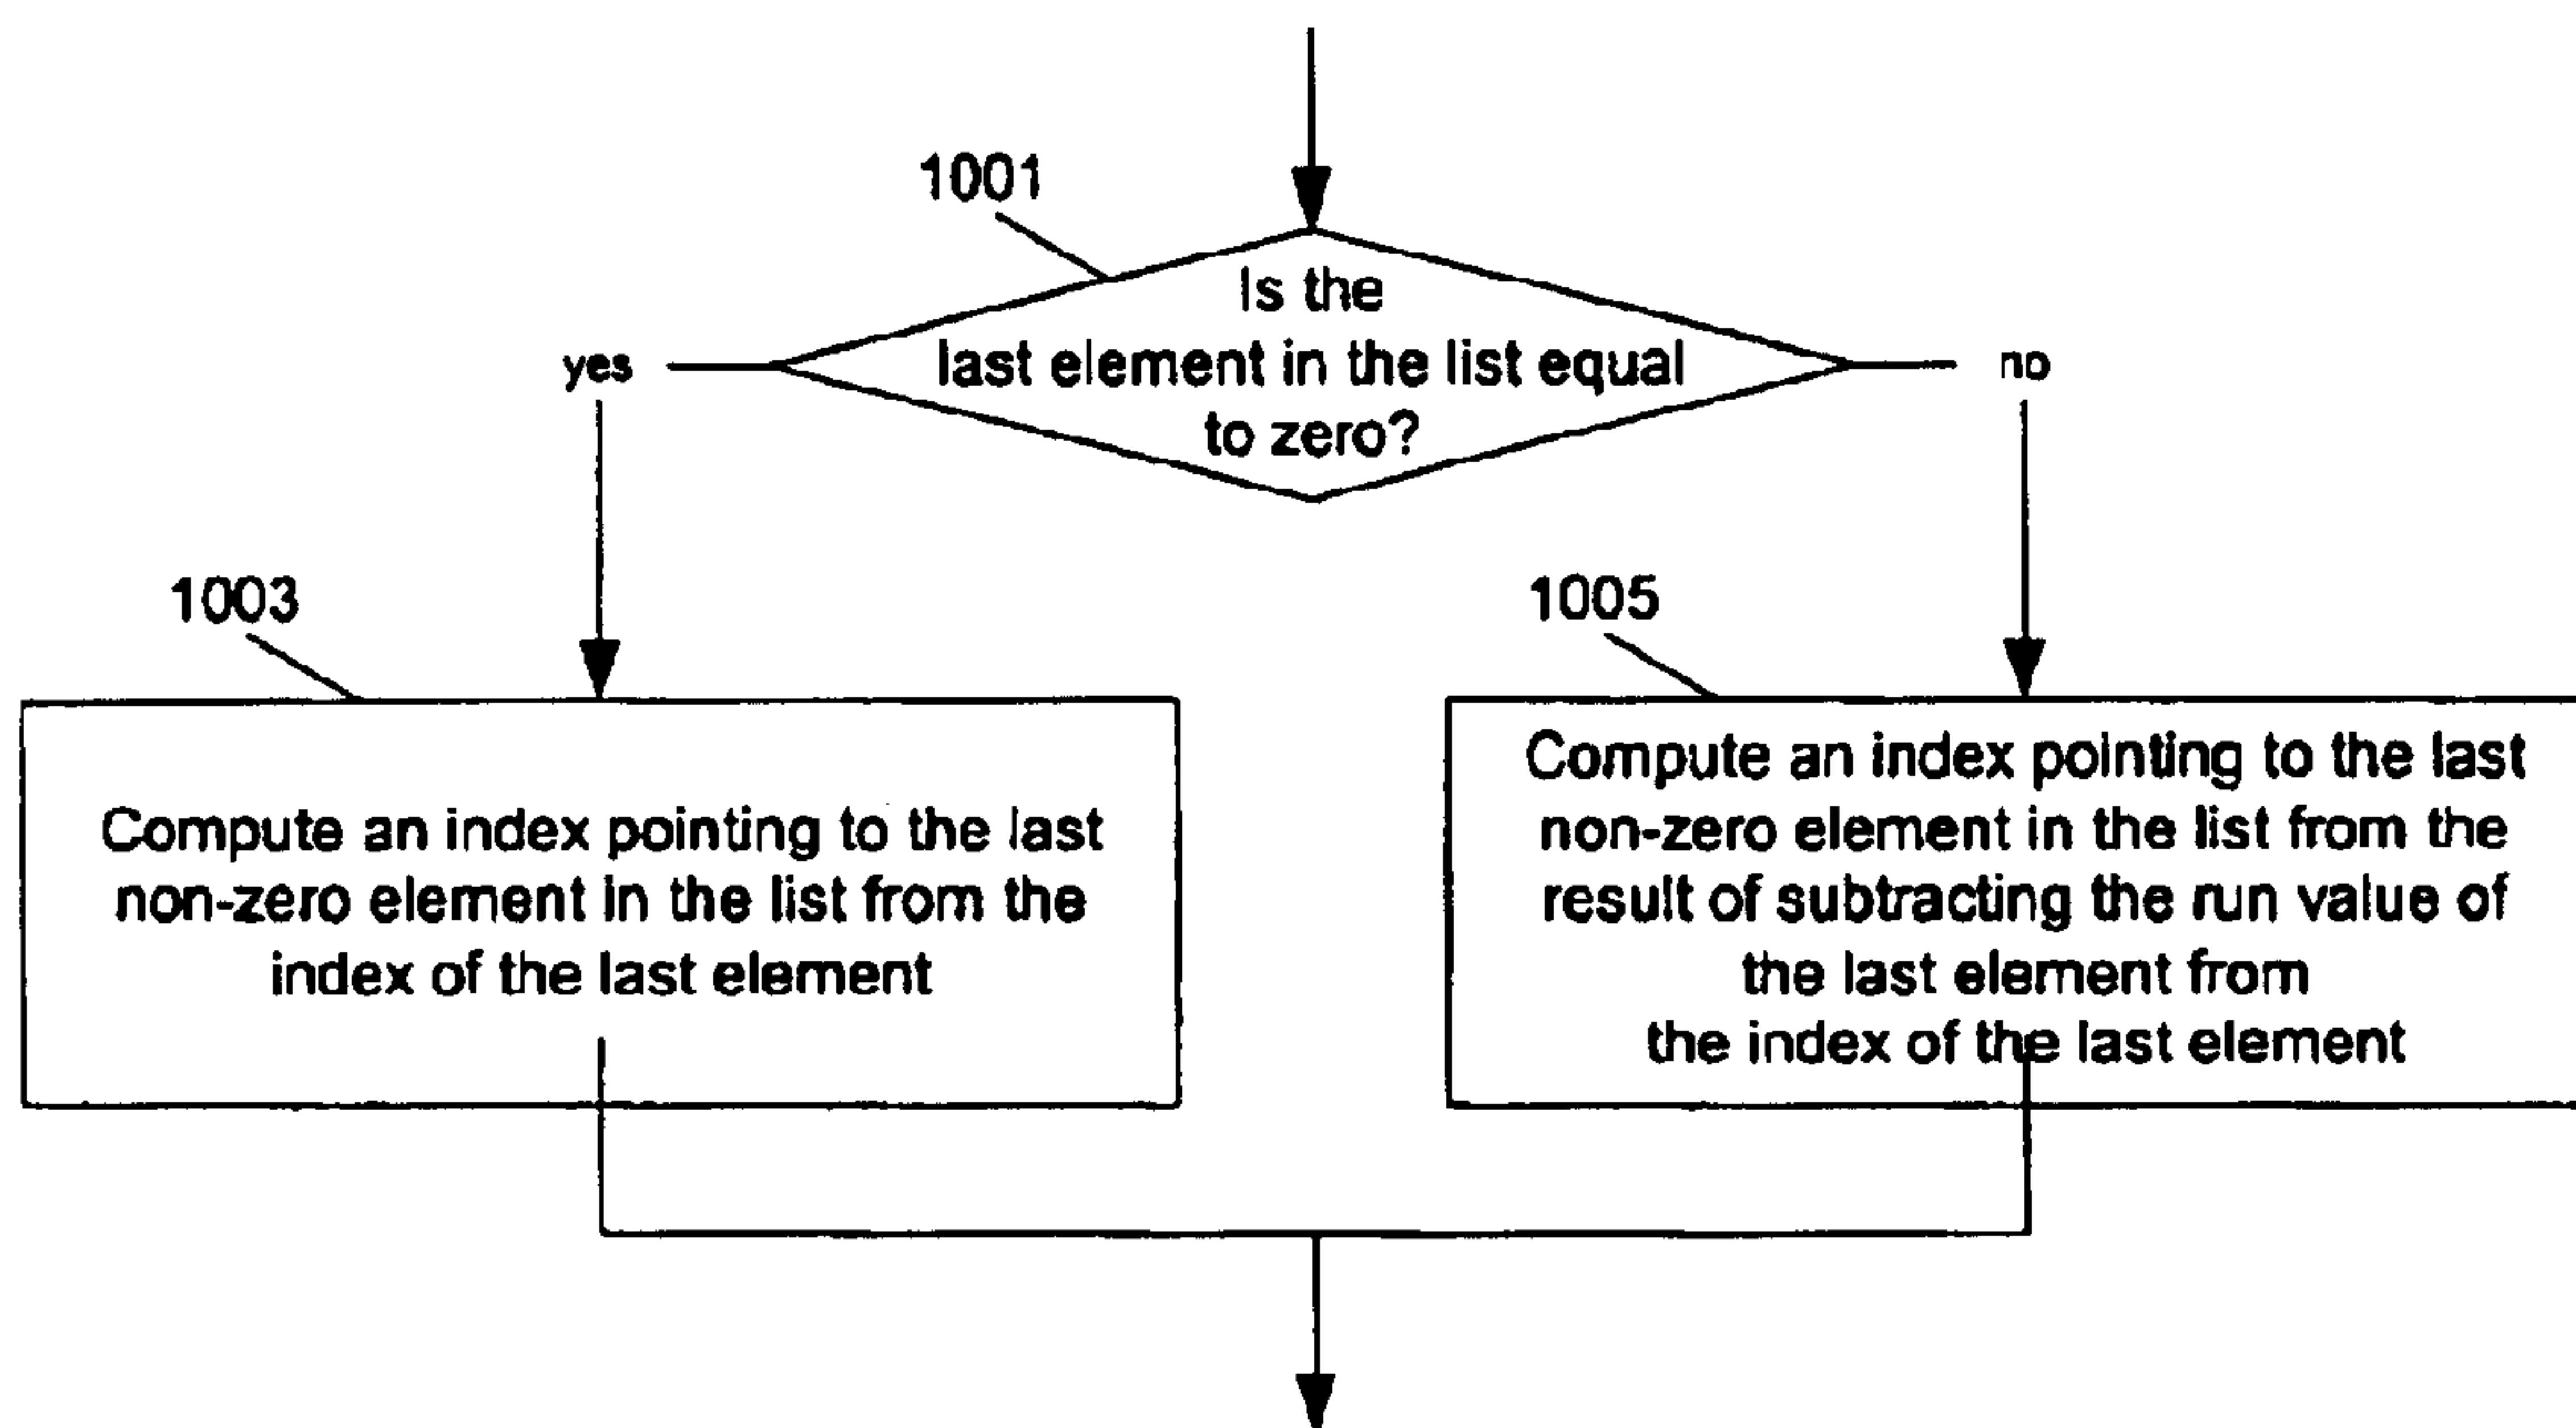 1001
Is the
last element in the list equal
to zero?
yes
no
1003
1005
Compute an index pointing to the last
non-zero element in the list from the
index of the last element
Compute an index pointing to the last
non-zero element in the list from the
result of subtracting the run value of
the last element from
the index of the last element